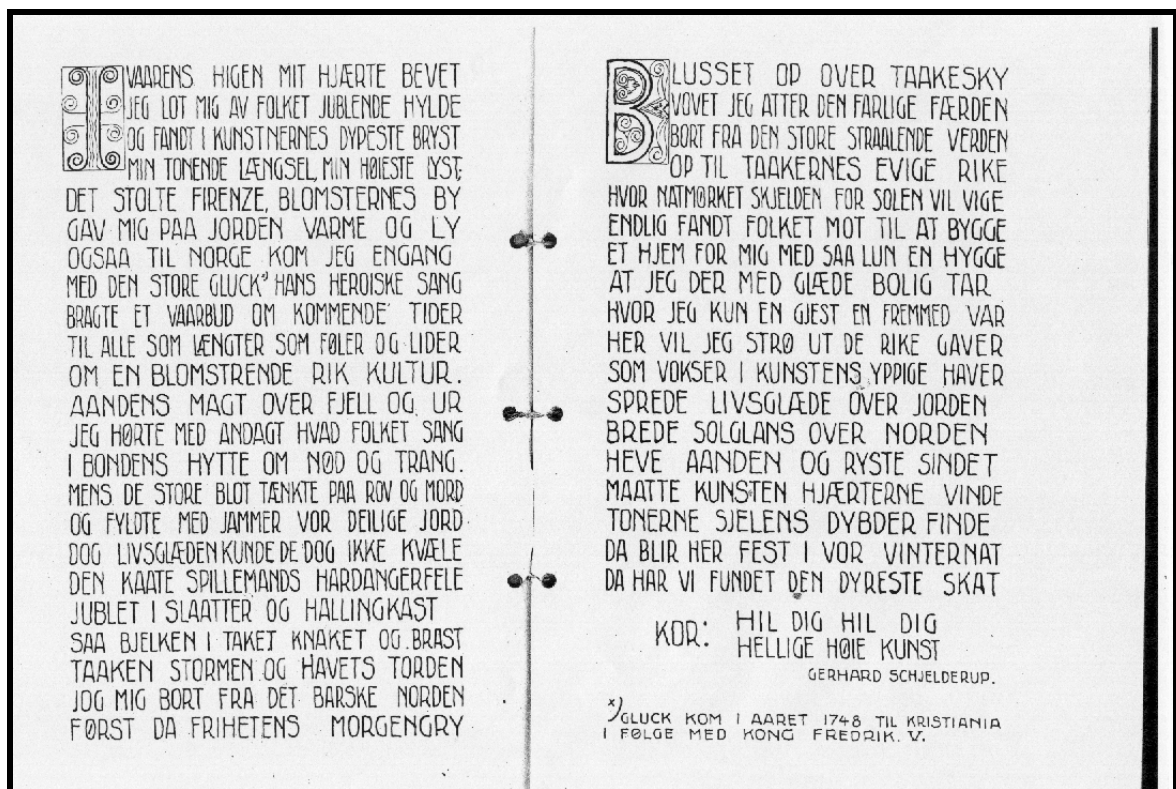 I VAARENS HIGEN MIT HJÆRTE BEVET
JEG LOT MIG AV FOLKET JUBLENDE HYLDE
OG FANDT I KUNSTNERNES DYPESTE BRYST
MIN TONENDE LÆNGSEL, MIN HØIESTE LYST;
DET STOLTE FIRENZE, BLOMSTERNES BY
GAV MIG PAA JORDEN VARME OG LY
OGSAA TIL NORGE KOM JEG ENGANG
MED DEN STORE GLUCK*) HANS HEROISKE SANG
BRAGTE ET VAARBUD OM KOMMENDE TIDER
TIL ALLE SOM LÆNGTER SOM FØLER OG LIDER
OM EN BLOMSTRENDE RIK KULTUR.
AANDENS MAGT OVER FJELL OG UR
JEG HØRTE MED ANDAGT HVAD FOLKET SANG
I BONDENS HYTTE OM NØD OG TRANG.
MENS DE STORE BLOT TÆNKTE PAA ROV OG MORD
OG FYLDTE MED JAMMER VOR DEILIGE JORD
DOG LIVSGLÆDEN KUNDE DE DOG IKKE KVÆLE
DEN KAATE SPILLEMANDS HARDANGERFELE
JUBLET I SLAATTER OG HALLINGKAST
SAA BJELKEN I TAKET KNAKET OG BRAST
TAAKEN STORMEN OG HAVETS TORDEN
JOG MIG BORT FRA DET BARSKE NORDEN
FØRST DA FRIHETENS MORGENGRY
BLUSSET OP OVER TAAKESKY
VOVET JEG ATTER DEN FARLIGE FÆRDEN
BORT FRA DEN STORE STRAALENDE VERDEN
OP TIL TAAKERNES EVIGE RIKE
HVOR NATMØRKET SKJELDEN FOR SOLEN VIL VIGE
ENDLIG FANDT FOLKET MOT TIL AT BYGGE
ET HJEM FOR MIG MED SAA LUN EN HYGGE
AT JEG DER MED GLÆDE BOLIG TAR
HVOR JEG KUN EN GJEST EN FREMMED VAR
HER VIL JEG STRØ UT DE RIKE GAVER
SOM VOKSER I KUNSTENS YPPIGE HAVER
SPREDE LIVSGLÆDE OVER JORDEN
BREDE SOLGLANS OVER NORDEN
HEVE AANDEN OG RYSTE SINDET
MAATTE KUNSTEN HJÆRTERNE VINDE
TONERNE SJELENS DYBDER FINDE
DA BLIR HER FEST I VOR VINTERNAT
DA HAR VI FUNDET DEN DYRESTE SKAT
KOR: HIL DIG HIL DIG
HELLIGE HØIE KUNST
GERHARD SCHJELDERUP.
*) GLUCK KOM I AARET 1748 TIL KRISTIANIA
I FØLGE MED KONG FREDRIK. V.